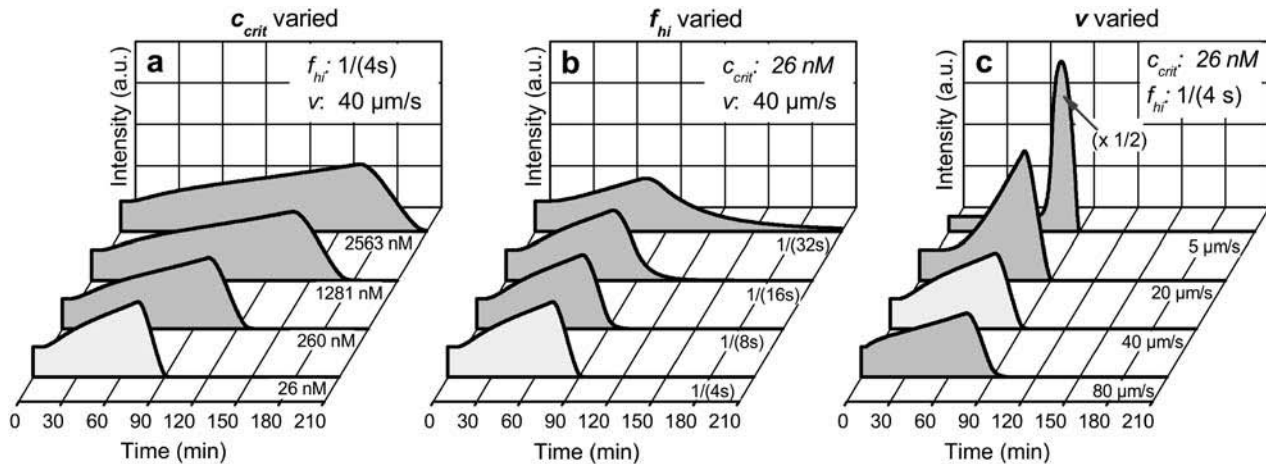 c_crit varied
a
f_hi: 1/(4s)
v: 40 µm/s
Intensity (a.u.)
2563 nM
1281 nM
260 nM
26 nM
0 30 60 90 120 150 180 210
Time (min)
f_hi varied
b
c_crit: 26 nM
v: 40 µm/s
Intensity (a.u.)
1/(32s)
1/(16s)
1/(8s)
1/(4s)
0 30 60 90 120 150 180 210
Time (min)
v varied
c
c_crit: 26 nM
f_hi: 1/(4 s)
(x 1/2)
Intensity (a.u.)
5 µm/s
20 µm/s
40 µm/s
80 µm/s
0 30 60 90 120 150 180 210
Time (min)